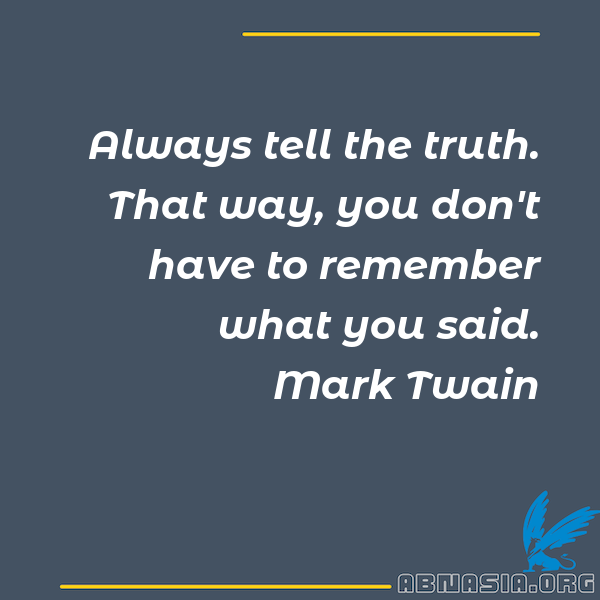 Always tell the truth.
That way, you don't
have to remember
what you said.
Mark Twain
ABNASIA.ORG